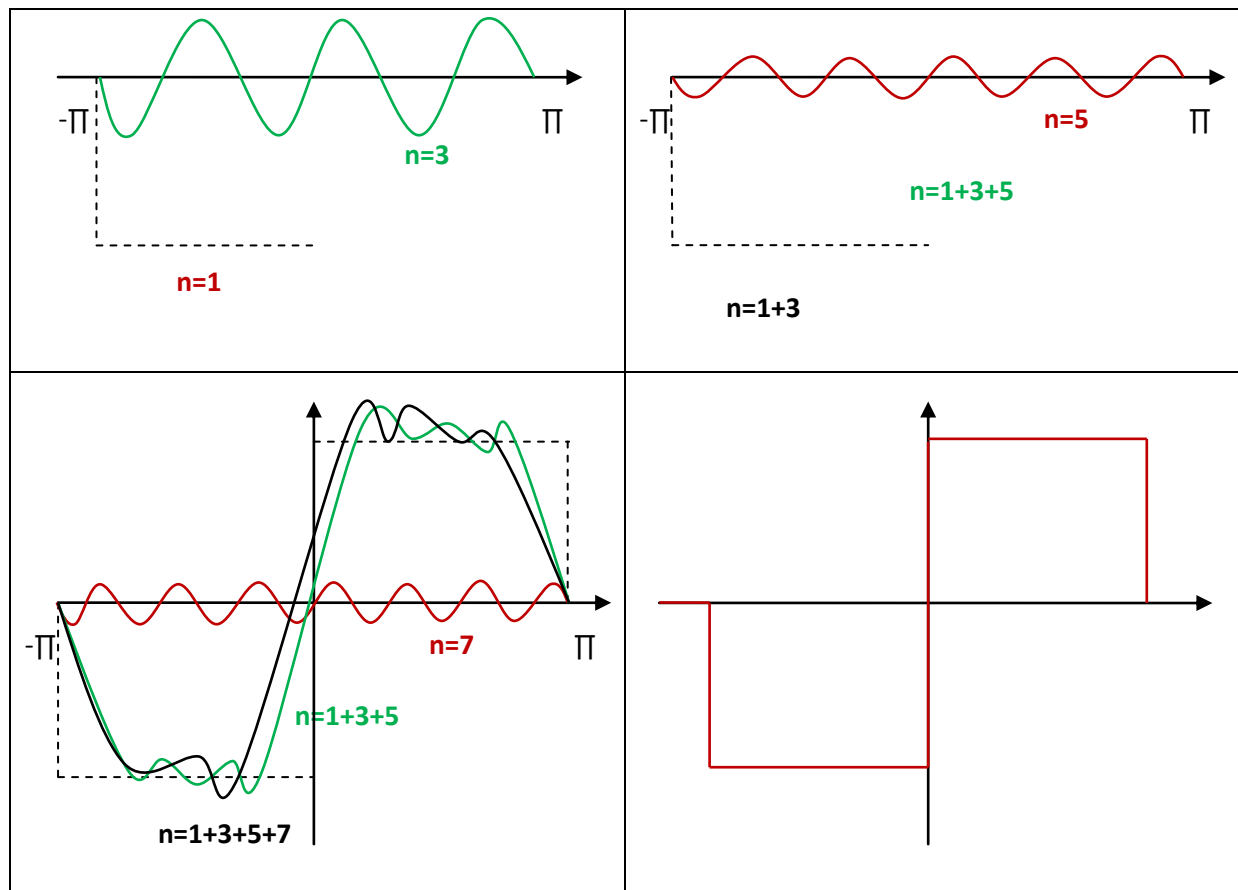 -∏
∏
n=3
n=1
-∏
∏
n=5
n=1+3+5
n=1+3
-∏
∏
n=7
n=1+3+5
n=1+3+5+7